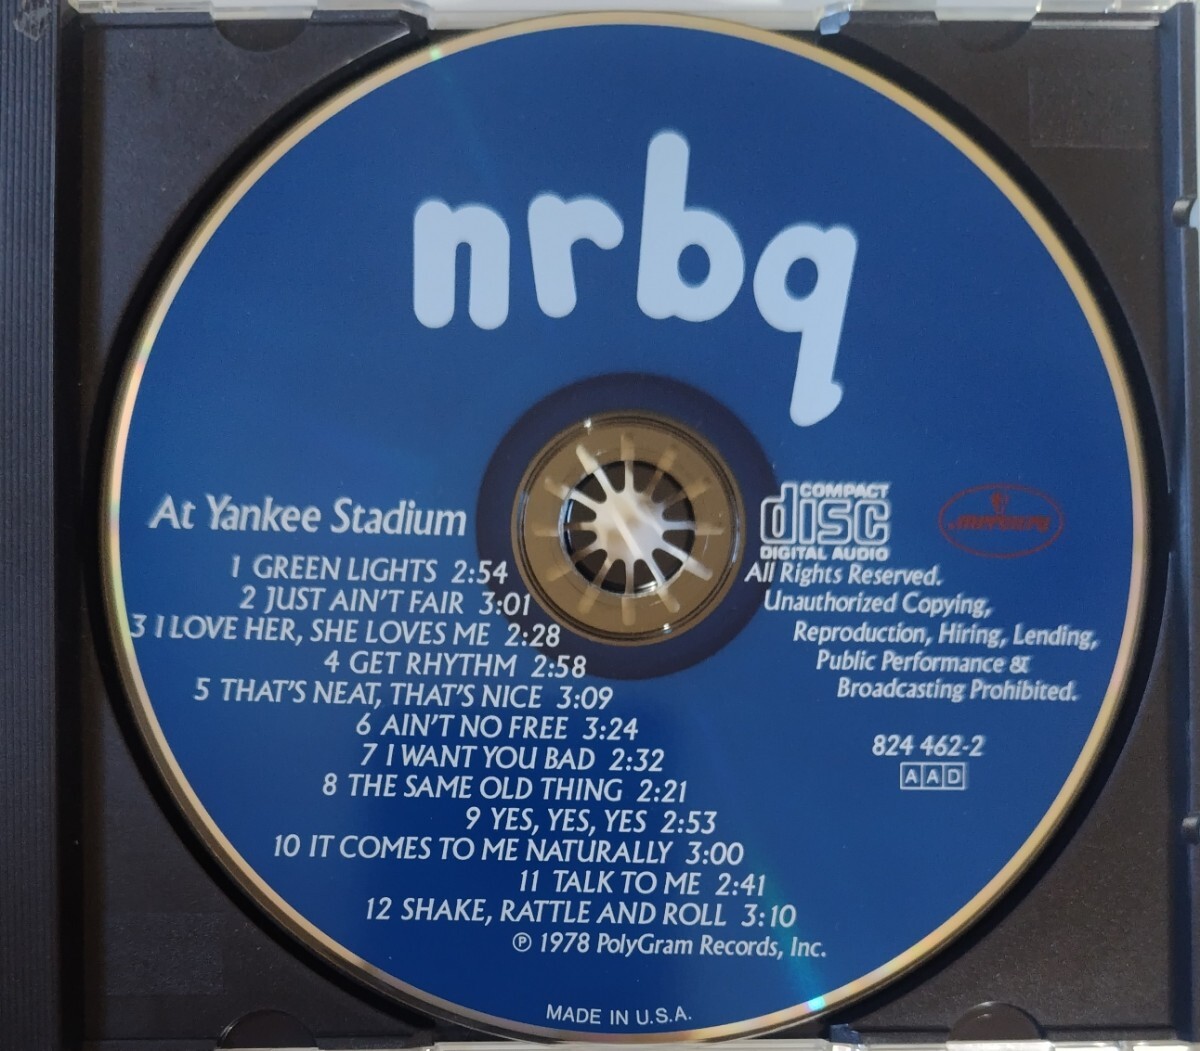 nrbq
At Yankee Stadium
1 GREEN LIGHTS 2:54
2 JUST AIN'T FAIR 3:01
3 I LOVE HER, SHE LOVES ME 2:28
4 GET RHYTHM 2:58
5 THAT'S NEAT, THAT'S NICE 3:09
6 AIN'T NO FREE 3:24
7 I WANT YOU BAD 2:32
8 THE SAME OLD THING 2:21
9 YES, YES, YES 2:53
10 IT COMES TO ME NATURALLY 3:00
11 TALK TO ME 2:41
12 SHAKE, RATTLE AND ROLL 3:10
℗ 1978 PolyGram Records, Inc.
COMPACT
disc
DIGITAL AUDIO
mercury
All Rights Reserved.
Unauthorized Copying,
Reproduction, Hiring, Lending,
Public Performance &
Broadcasting Prohibited.
824 462-2
AAD
MADE IN U.S.A.